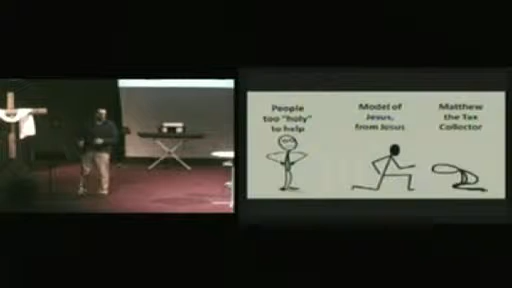 People
too "holy"
to help
Model of
Jesus,
from Jesus
Matthew
the Tax
Collector